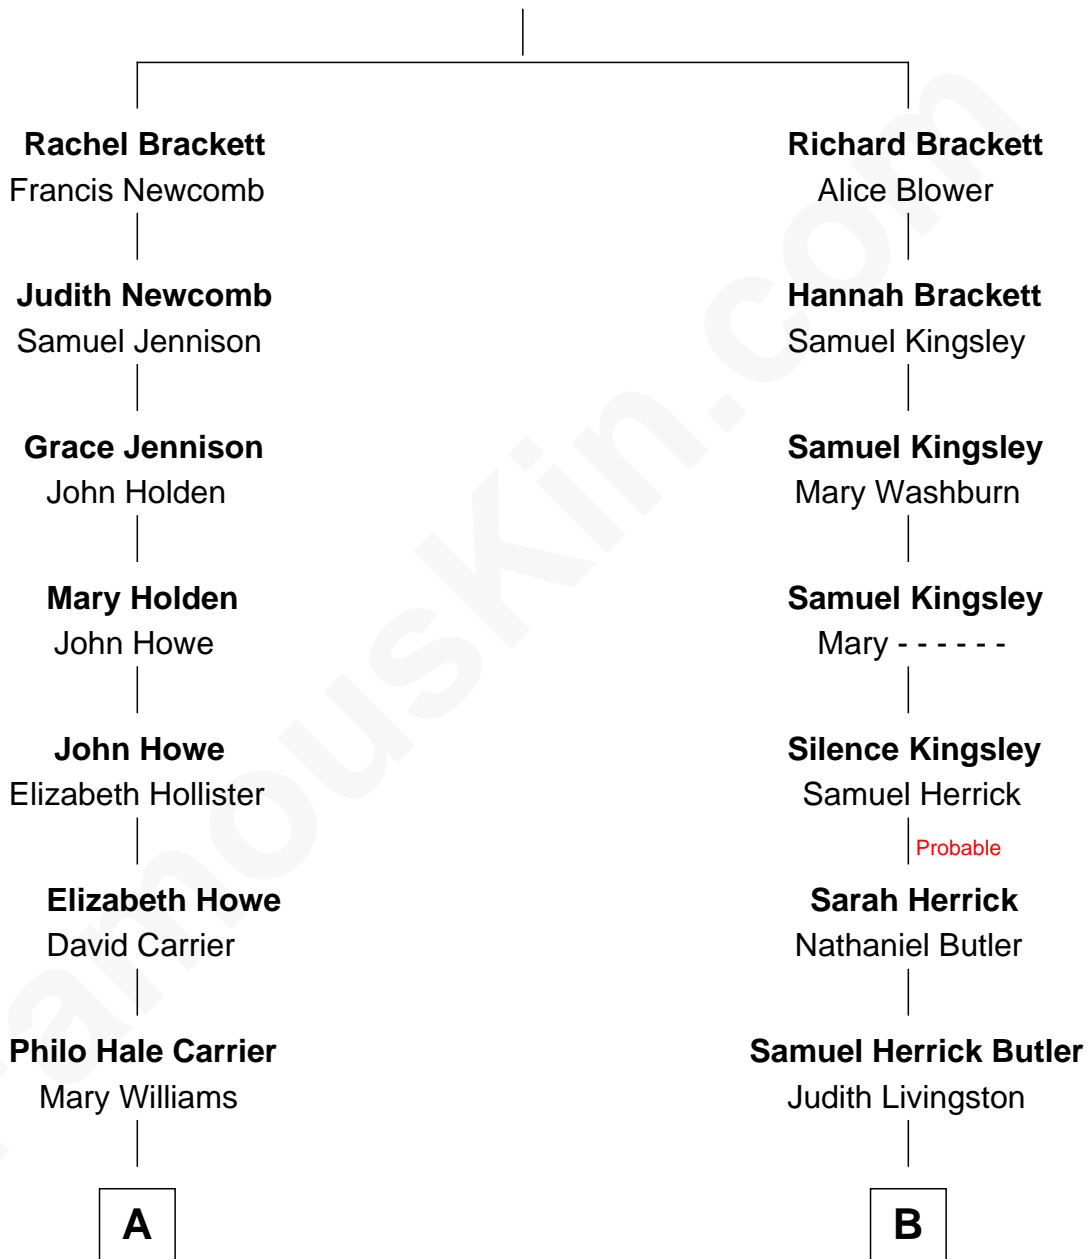 Rachel Brackett
Francis Newcomb
Richard Brackett
Alice Blower
Judith Newcomb
Samuel Jennison
Hannah Brackett
Samuel Kingsley
Grace Jennison
John Holden
Samuel Kingsley
Mary Washburn
Mary Holden
John Howe
Samuel Kingsley
Mary - - - - - -
John Howe
Elizabeth Hollister
Silence Kingsley
Samuel Herrick
Probable
Elizabeth Howe
David Carrier
Sarah Herrick
Nathaniel Butler
Philo Hale Carrier
Mary Williams
Samuel Herrick Butler
Judith Livingston
A
B
FamousKin.com